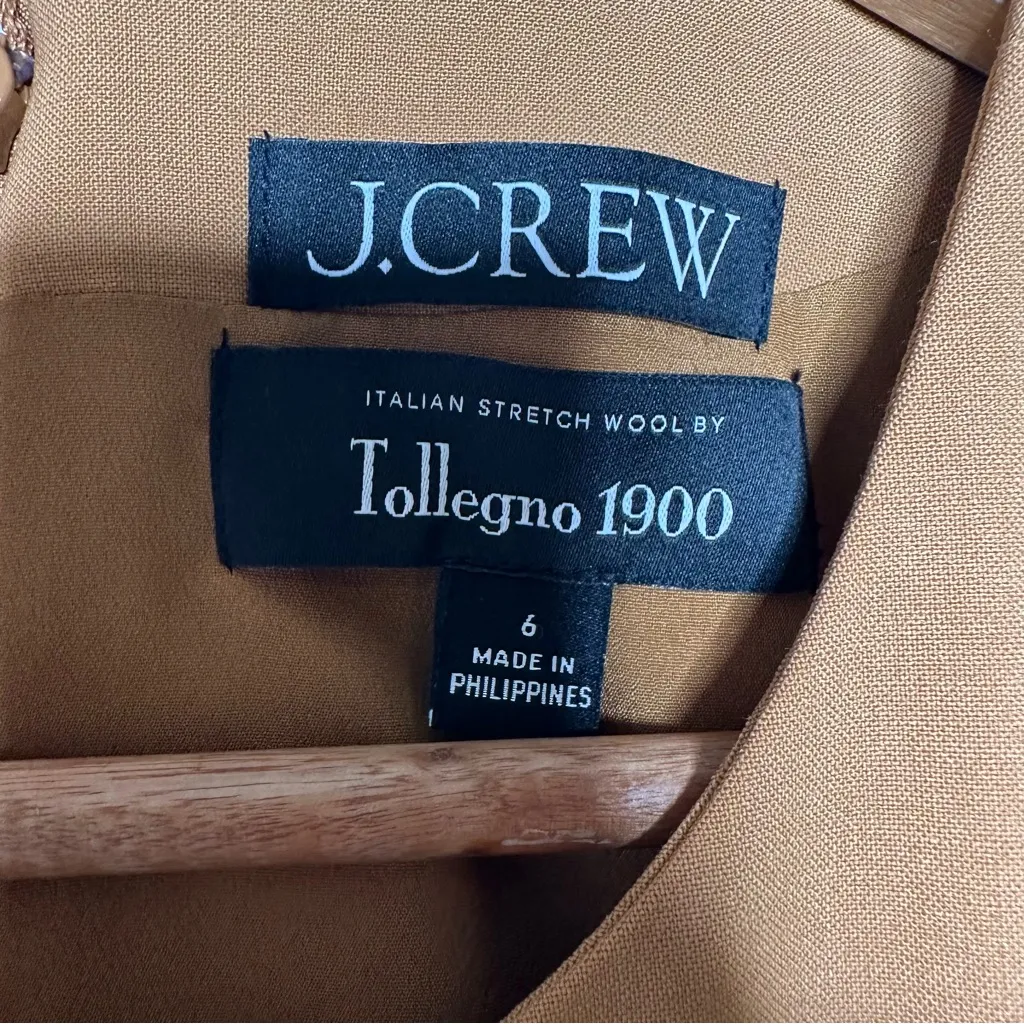 J.CREW
ITALIAN STRETCH WOOL BY
Tollegno 1900
6
MADE IN
PHILIPPINES